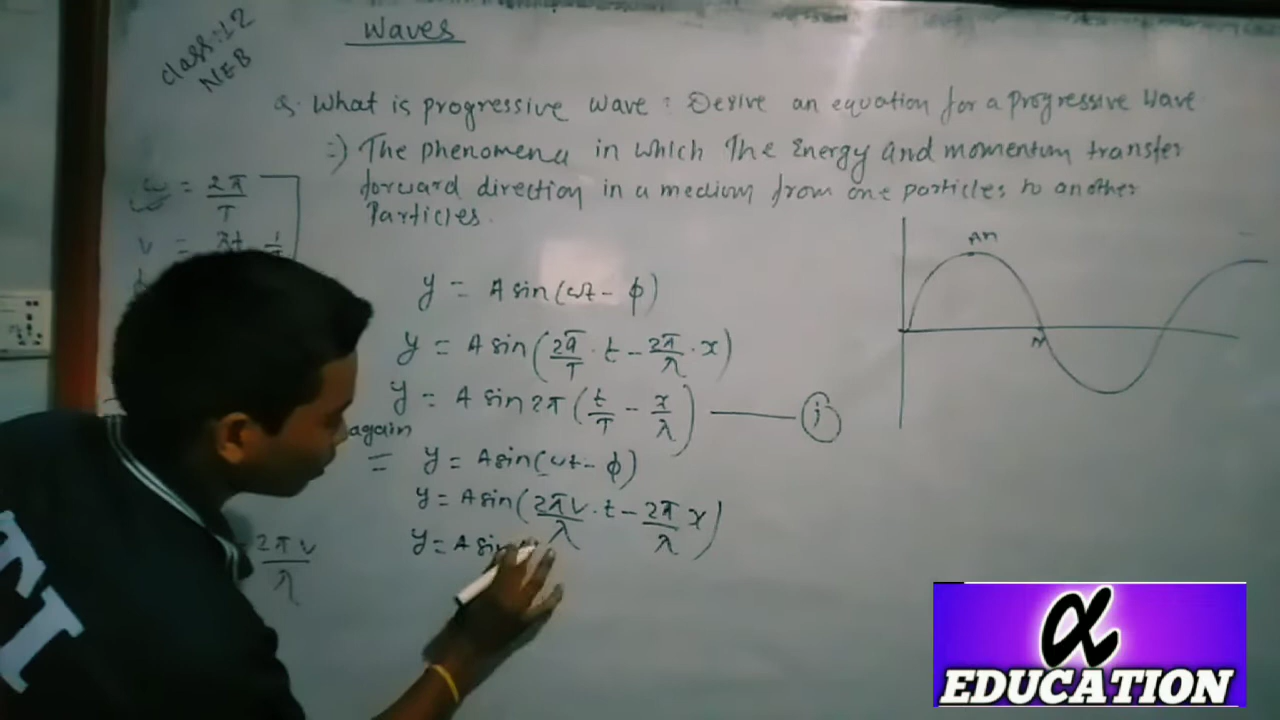 Waves
class:12
NEB
Q. What is progressive wave : Derive an equation for a progressive wave
=) The phenomena in which The Energy and momentum transfer
forward direction in a medium from one particles to another
Particles.
ω = 2π/T
y = A sin(ωt - φ)
y = A sin(2π/T · t - 2π/λ · x)
y = A sin 2π (t/T - x/λ) ——— (i)
again
= y = A sin(ωt - φ)
y = A sin(2πv/λ · t - 2π/λ x)
y = A sin
2πv/λ
α
EDUCATION